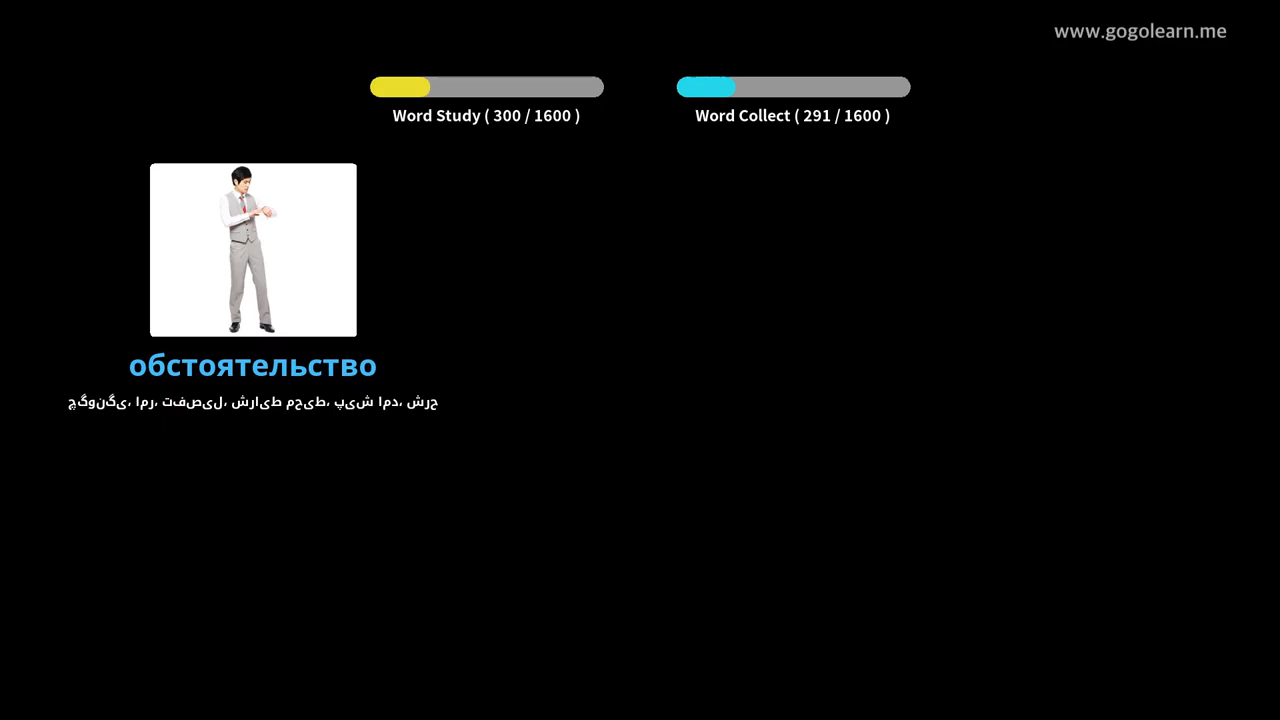 www.gogolearn.me
Word Study ( 300 / 1600 )
Word Collect ( 291 / 1600 )
обстоятельство
چگونگی، امر، تفصیل، شرایط محیط، پیش امد، شرح